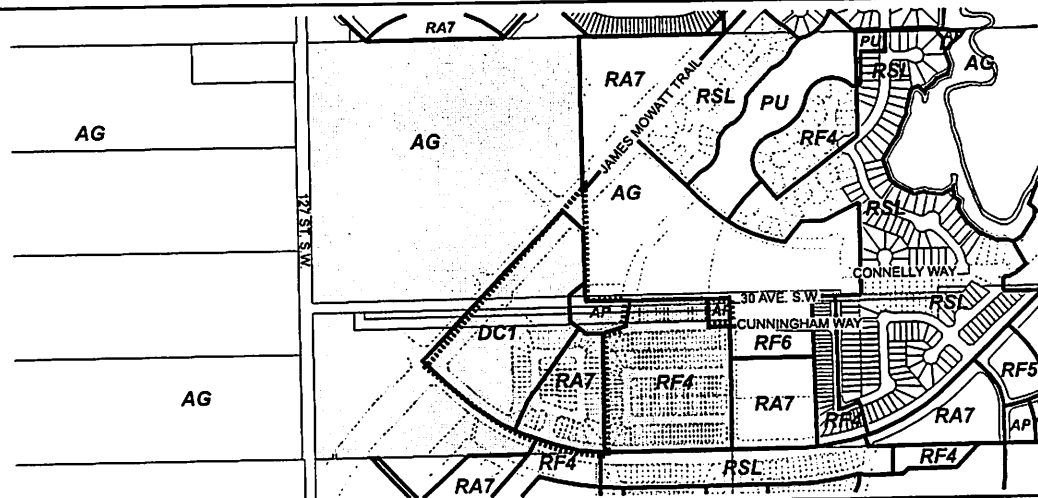 RA7
PU
AG
RSL
RA7
RSL
PU
AG
AG
RF4
JAMES MOWATT TRAIL
AG
127 ST. S.W.
RSL
CONNELLY WAY
30 AVE. S.W.
RSL
AP
AP
CUNNINGHAM WAY
DC1
RF6
RA7
RF4
RF5
AG
RA7
RF4
RA7
AP
RF4
RSL
RF4
RA7